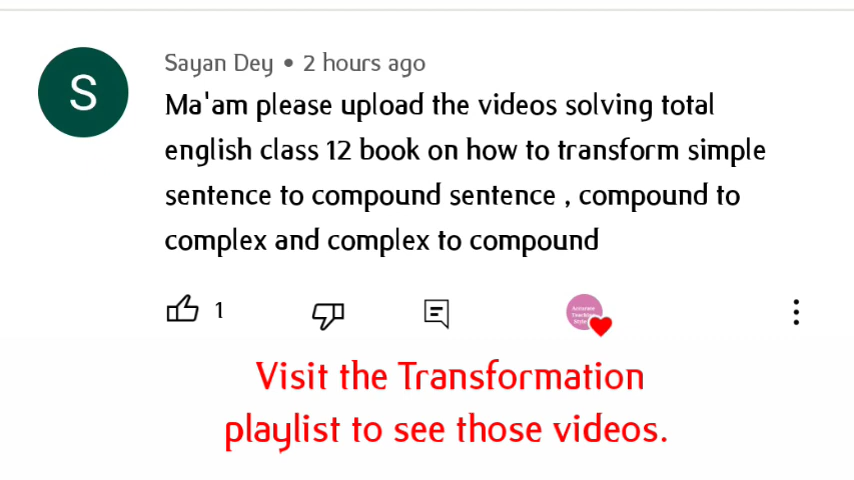 S
Sayan Dey • 2 hours ago
Ma'am please upload the videos solving total
english class 12 book on how to transform simple
sentence to compound sentence , compound to
complex and complex to compound
1
Visit the Transformation
playlist to see those videos.